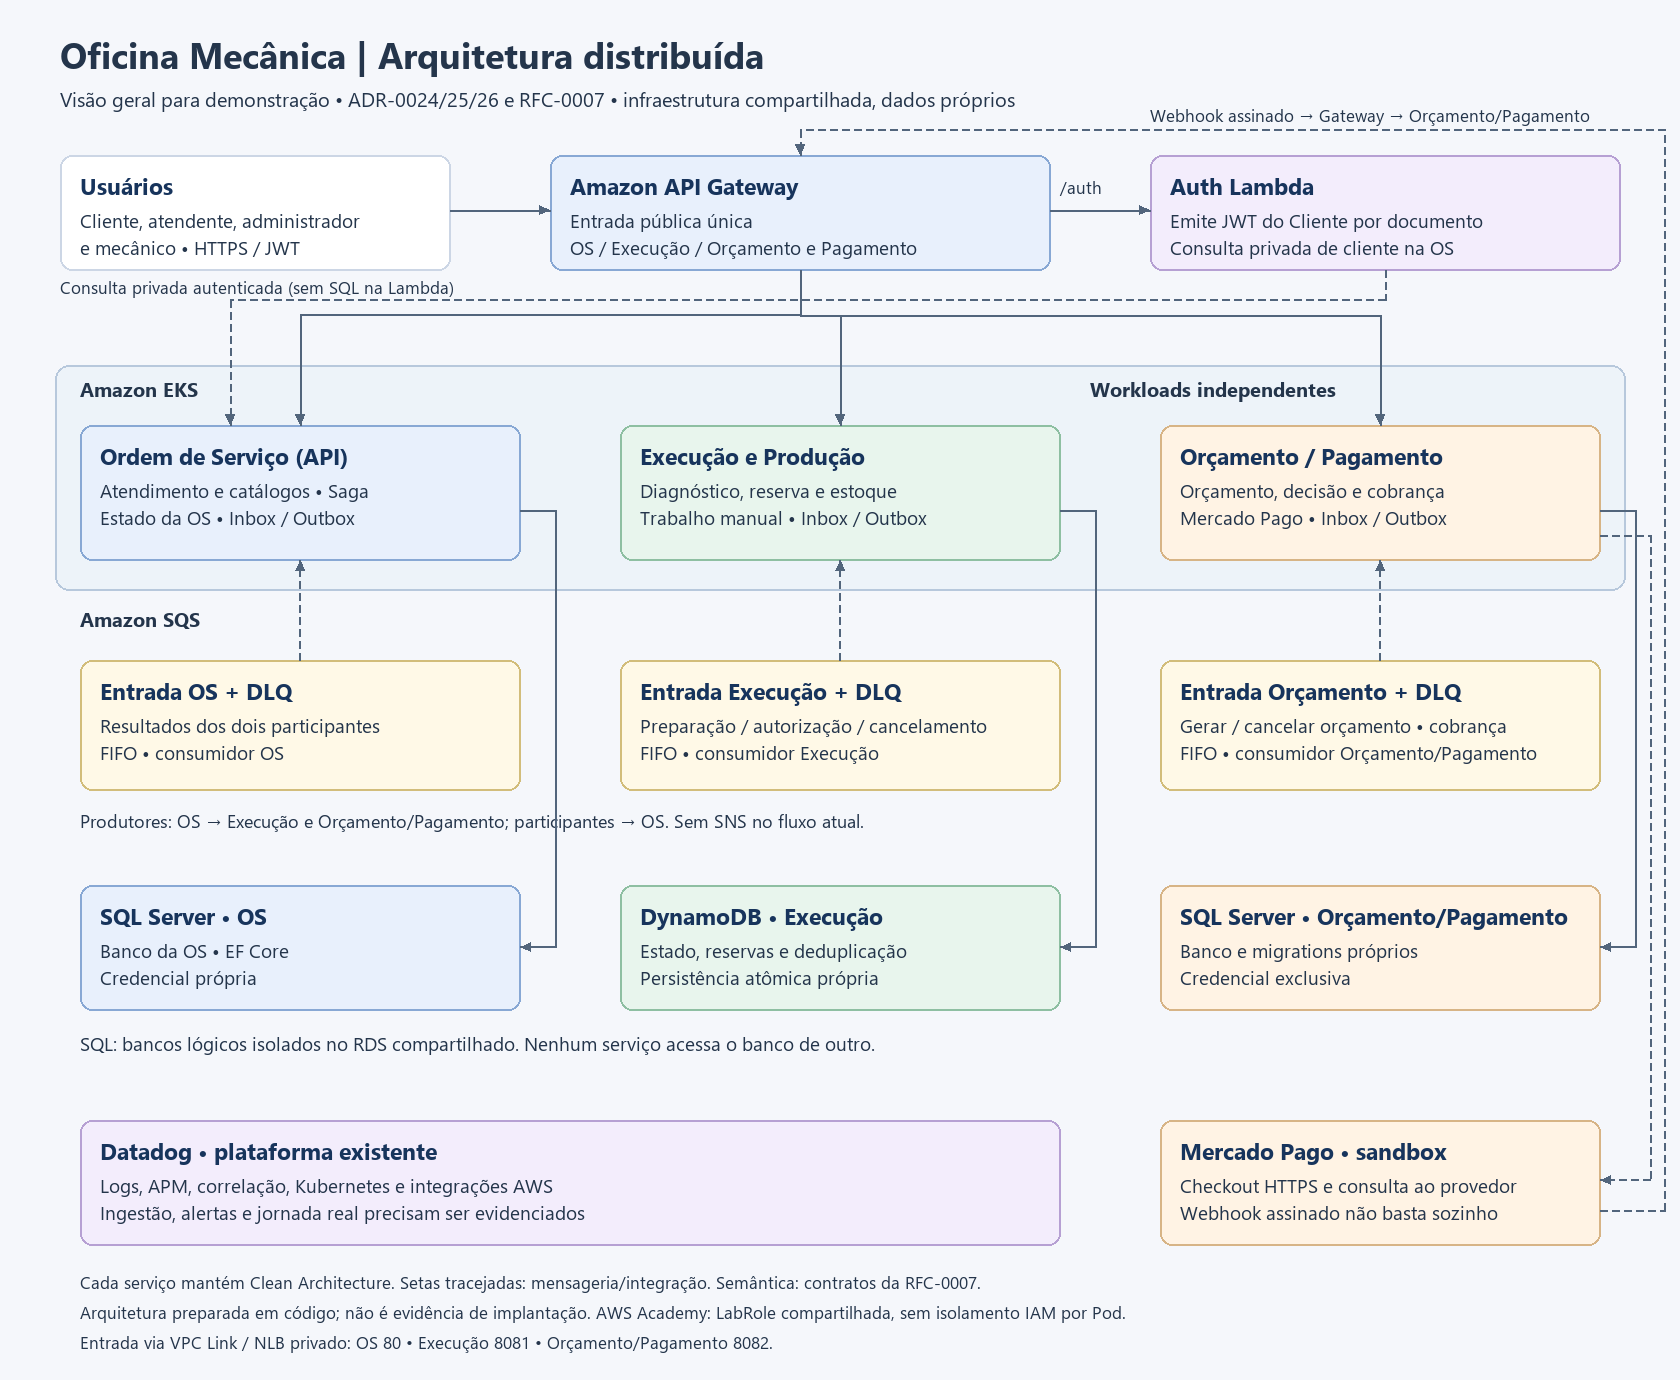 Oficina Mecânica | Arquitetura distribuída
Visão geral para demonstração • ADR-0024/25/26 e RFC-0007 • infraestrutura compartilhada, dados próprios
Webhook assinado → Gateway → Orçamento/Pagamento
Usuários
Cliente, atendente, administrador
e mecânico • HTTPS / JWT
Amazon API Gateway
Entrada pública única
OS / Execução / Orçamento e Pagamento
/auth
Auth Lambda
Emite JWT do Cliente por documento
Consulta privada de cliente na OS
Consulta privada autenticada (sem SQL na Lambda)
Amazon EKS
Workloads independentes
Ordem de Serviço (API)
Atendimento e catálogos • Saga
Estado da OS • Inbox / Outbox
Execução e Produção
Diagnóstico, reserva e estoque
Trabalho manual • Inbox / Outbox
Orçamento / Pagamento
Orçamento, decisão e cobrança
Mercado Pago • Inbox / Outbox
Amazon SQS
Entrada OS + DLQ
Resultados dos dois participantes
FIFO • consumidor OS
Entrada Execução + DLQ
Preparação / autorização / cancelamento
FIFO • consumidor Execução
Entrada Orçamento + DLQ
Gerar / cancelar orçamento • cobrança
FIFO • consumidor Orçamento/Pagamento
Produtores: OS → Execução e Orçamento/Pagamento; participantes → OS. Sem SNS no fluxo atual.
SQL Server • OS
Banco da OS • EF Core
Credencial própria
DynamoDB • Execução
Estado, reservas e deduplicação
Persistência atômica própria
SQL Server • Orçamento/Pagamento
Banco e migrations próprios
Credencial exclusiva
SQL: bancos lógicos isolados no RDS compartilhado. Nenhum serviço acessa o banco de outro.
Datadog • plataforma existente
Logs, APM, correlação, Kubernetes e integrações AWS
Ingestão, alertas e jornada real precisam ser evidenciados
Mercado Pago • sandbox
Checkout HTTPS e consulta ao provedor
Webhook assinado não basta sozinho
Cada serviço mantém Clean Architecture. Setas tracejadas: mensageria/integração. Semântica: contratos da RFC-0007.
Arquitetura preparada em código; não é evidência de implantação. AWS Academy: LabRole compartilhada, sem isolamento IAM por Pod.
Entrada via VPC Link / NLB privado: OS 80 • Execução 8081 • Orçamento/Pagamento 8082.